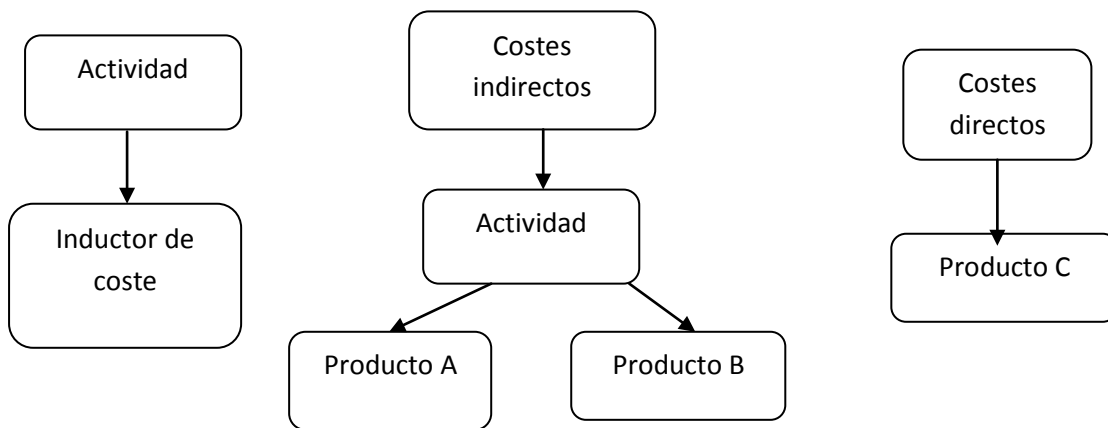 Actividad
Inductor de
coste
Costes
indirectos
Actividad
Producto A
Producto B
Costes
directos
Producto C